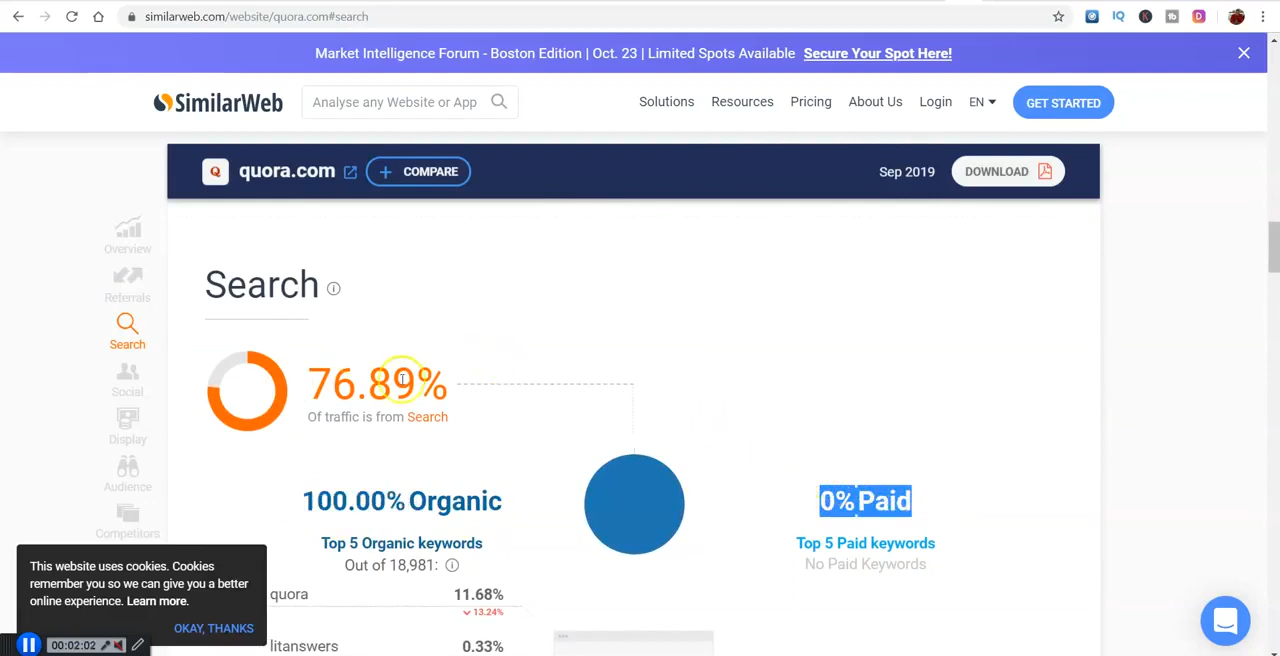 similarweb.com/website/quora.com#search
IQ
Market Intelligence Forum - Boston Edition | Oct. 23 | Limited Spots Available Secure Your Spot Here!
SimilarWeb
Analyse any Website or App
Solutions Resources Pricing About Us Login EN GET STARTED
quora.com + COMPARE Sep 2019 DOWNLOAD
Overview
Referrals
Search
Social
Display
Audience
Competitors
Search
76.89%
Of traffic is from Search
100.00% Organic
0% Paid
Top 5 Organic keywords
Out of 18,981:
Top 5 Paid keywords
No Paid Keywords
quora 11.68%
13.24%
litanswers 0.33%
This website uses cookies. Cookies
remember you so we can give you a better
online experience. Learn more.
OKAY, THANKS
00:02:02